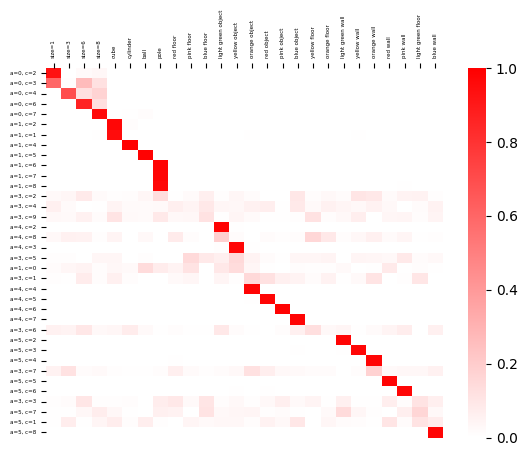 size=1
size=3
size=6
size=8
cube
cylinder
ball
pole
red floor
pink floor
blue floor
light green object
yellow object
orange object
red object
pink object
blue object
yellow floor
orange floor
light green wall
yellow wall
orange wall
red wall
pink wall
light green floor
blue wall
a=0, c=2
a=0, c=3
a=0, c=4
a=0, c=6
a=0, c=7
a=1, c=2
a=1, c=1
a=1, c=4
a=1, c=5
a=1, c=6
a=1, c=7
a=1, c=8
a=3, c=2
a=3, c=4
a=3, c=9
a=4, c=2
a=4, c=8
a=4, c=3
a=3, c=5
a=1, c=0
a=3, c=1
a=4, c=4
a=4, c=5
a=4, c=6
a=4, c=7
a=3, c=6
a=5, c=2
a=5, c=3
a=5, c=4
a=3, c=7
a=5, c=5
a=5, c=6
a=3, c=3
a=5, c=7
a=5, c=1
a=5, c=8
1.0
0.8
0.6
0.4
0.2
0.0